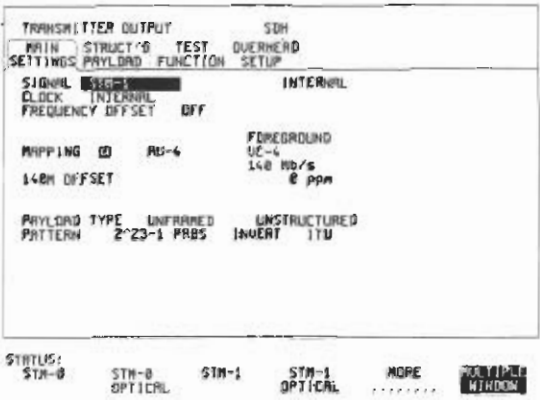 TRANSMITTER OUTPUT SDH
MAIN STRUCT'D TEST OVERHEAD
SETTINGS PAYLOAD FUNCTION SETUP
SIGNAL STM-1 INTERNAL
CLOCK INTERNAL
FREQUENCY OFFSET OFF
FOREGROUND
MAPPING AU-4 VC-4
140 Mb/s
140M OFFSET 0 ppm
PAYLOAD TYPE UNFRAMED UNSTRUCTURED
PATTERN 2^23-1 PRBS INVERT ITU
STATUS:
STM-0 STM-0 STM-1 STM-1 MORE MULTIPLE
OPTICAL OPTICAL ........ WINDOW